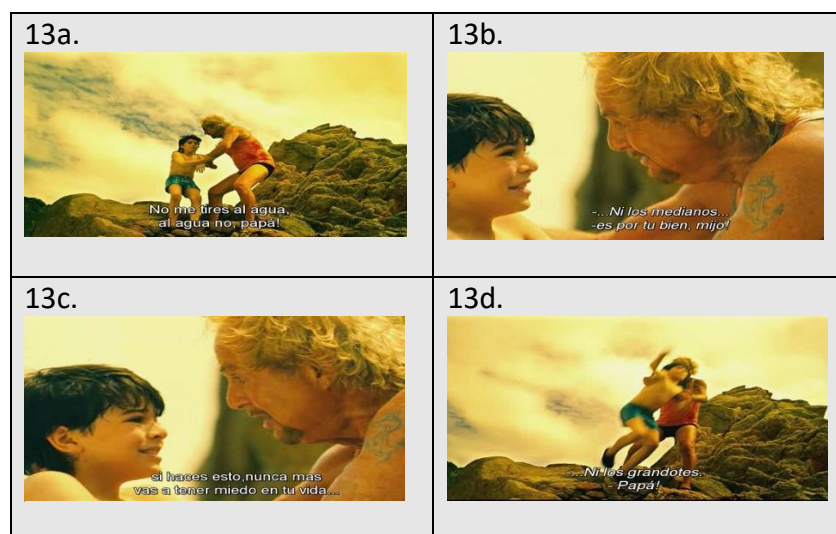 13a.
No me tires al agua,
al agua no, papá!
13b.
-...Ni los medianos...
-es por tu bien, mijo!
13c.
si haces esto,nunca mas
vas a tener miedo en tu vida...
13d.
-...Ni los grandotes.
- Papá!